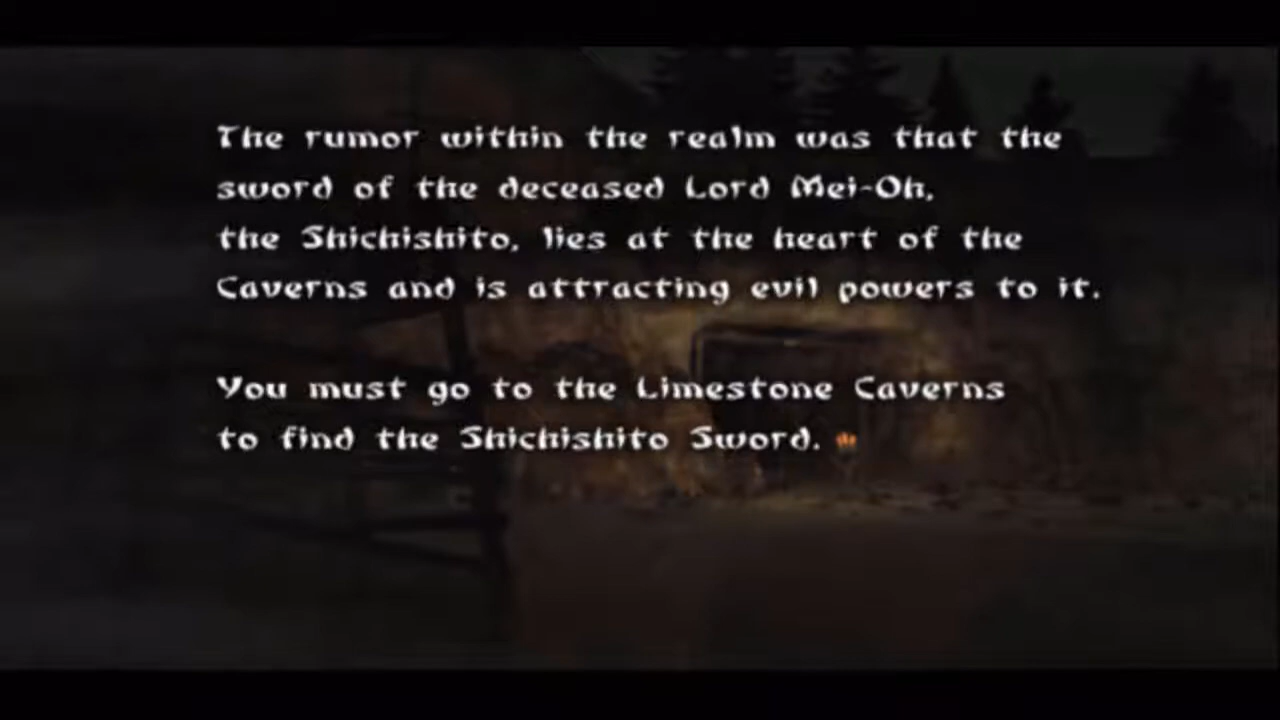 The rumor within the realm was that the
sword of the deceased Lord Mei-Oh,
the Shichishito, lies at the heart of the
Caverns and is attracting evil powers to it.
You must go to the Limestone Caverns
to find the Shichishito Sword.